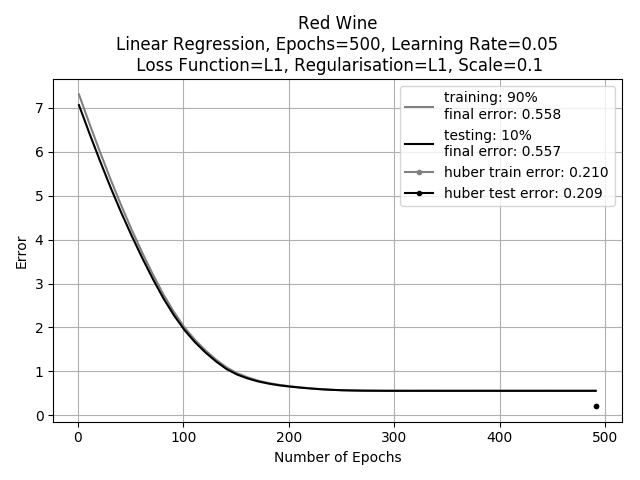 Red Wine
Linear Regression, Epochs=500, Learning Rate=0.05
Loss Function=L1, Regularisation=L1, Scale=0.1
training: 90%
final error: 0.558
testing: 10%
final error: 0.557
huber train error: 0.210
huber test error: 0.209
Error
7
6
5
4
3
2
1
0
0 100 200 300 400 500
Number of Epochs